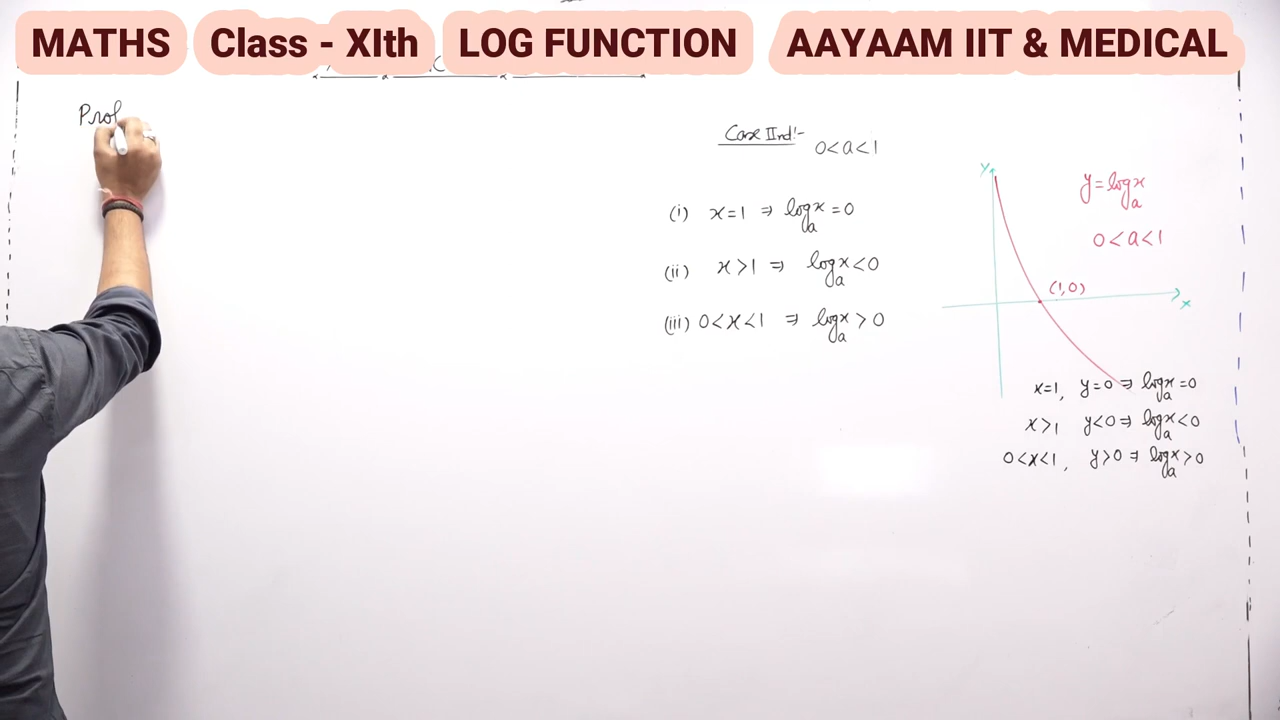 MATHS Class - XIth LOG FUNCTION AAYAAM IIT & MEDICAL
Case IInd:- 0<a<1
(i) x=1 ⇒ logₐx=0
(ii) x>1 ⇒ logₐx<0
(iii) 0<x<1 ⇒ logₐx>0
Y
y=logₐx
0<a<1
(1,0)
X
x=1, y=0 ⇒ logₐx=0
x>1, y<0 ⇒ logₐx<0
0<x<1, y>0 ⇒ logₐx>0